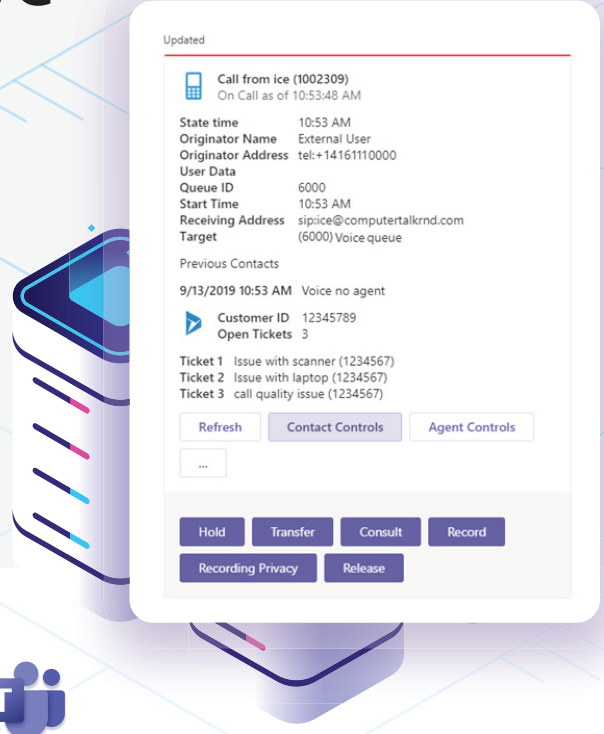 Updated
Call from ice (1002309)
On Call as of 10:53:48 AM
State time 10:53 AM
Originator Name External User
Originator Address tel:+14161110000
User Data
Queue ID 6000
Start Time 10:53 AM
Receiving Address sip:ice@computertalkrnd.com
Target (6000) Voice queue
Previous Contacts
9/13/2019 10:53 AM Voice no agent
Customer ID 12345789
Open Tickets 3
Ticket 1 Issue with scanner (1234567)
Ticket 2 Issue with laptop (1234567)
Ticket 3 call quality issue (1234567)
Refresh Contact Controls Agent Controls
...
Hold Transfer Consult Record
Recording Privacy Release